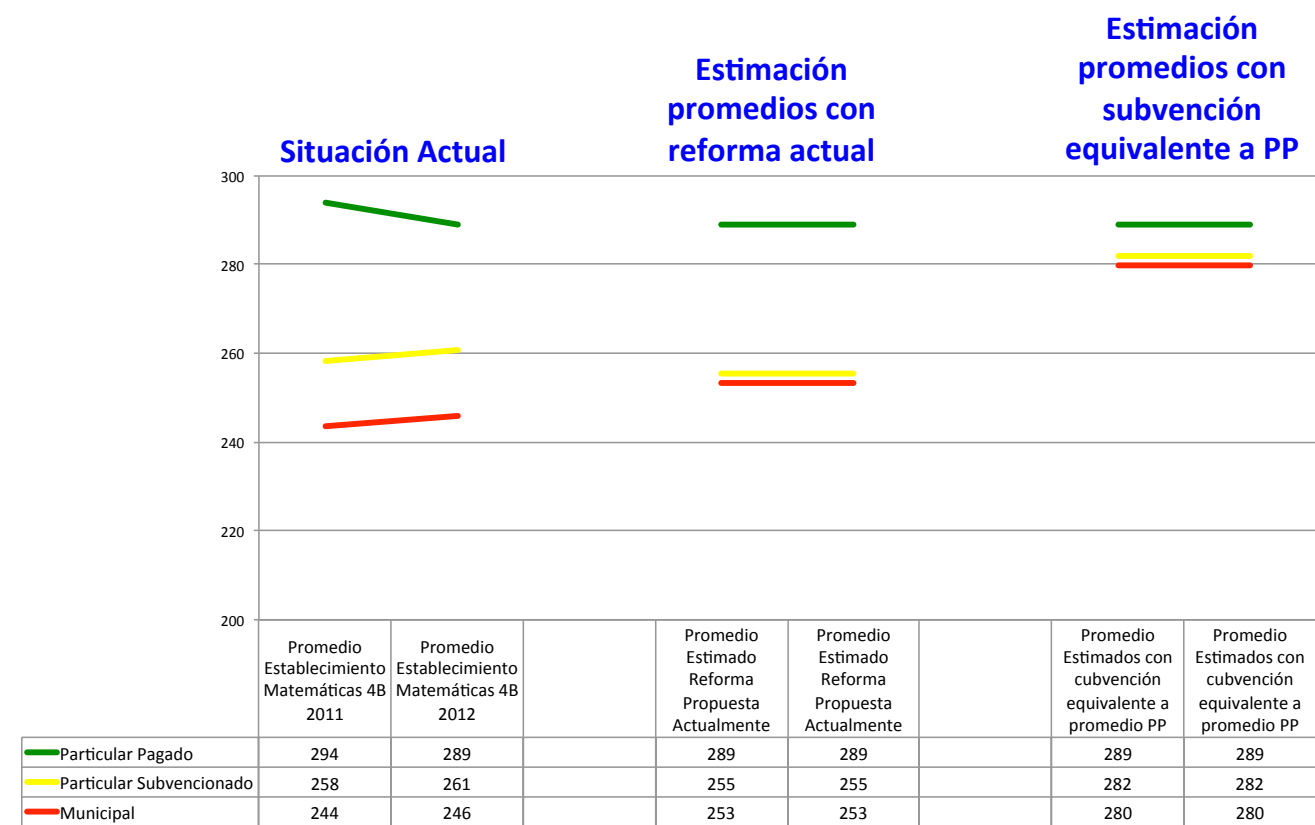 Situación Actual
Estimación
promedios con
reforma actual
Estimación
promedios con
subvención
equivalente a PP
300
280
260
240
220
200
Promedio
Establecimiento
Matemáticas 4B
2011
Promedio
Establecimiento
Matemáticas 4B
2012
Promedio
Estimado
Reforma
Propuesta
Actualmente
Promedio
Estimado
Reforma
Propuesta
Actualmente
Promedio
Estimados con
cubvención
equivalente a
promedio PP
Promedio
Estimados con
cubvención
equivalente a
promedio PP
Particular Pagado 294 289 289 289 289 289
Particular Subvencionado 258 261 255 255 282 282
Municipal 244 246 253 253 280 280